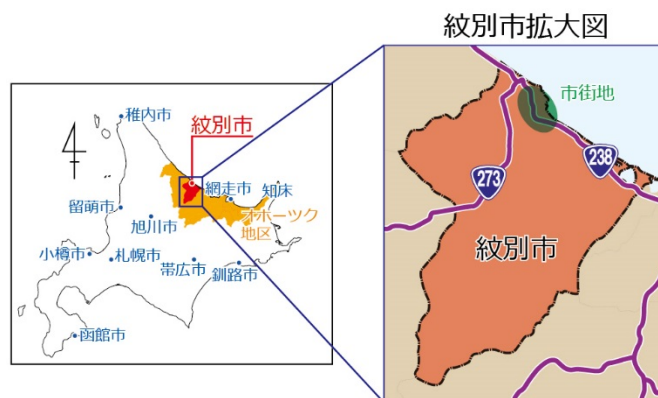 紋別市拡大図
稚内市
紋別市
網走市
知床
留萌市
旭川市
オホーツク
地区
小樽市
札幌市
帯広市
釧路市
函館市
市街地
238
273
紋別市